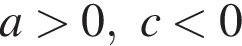 a > 0, c < 0